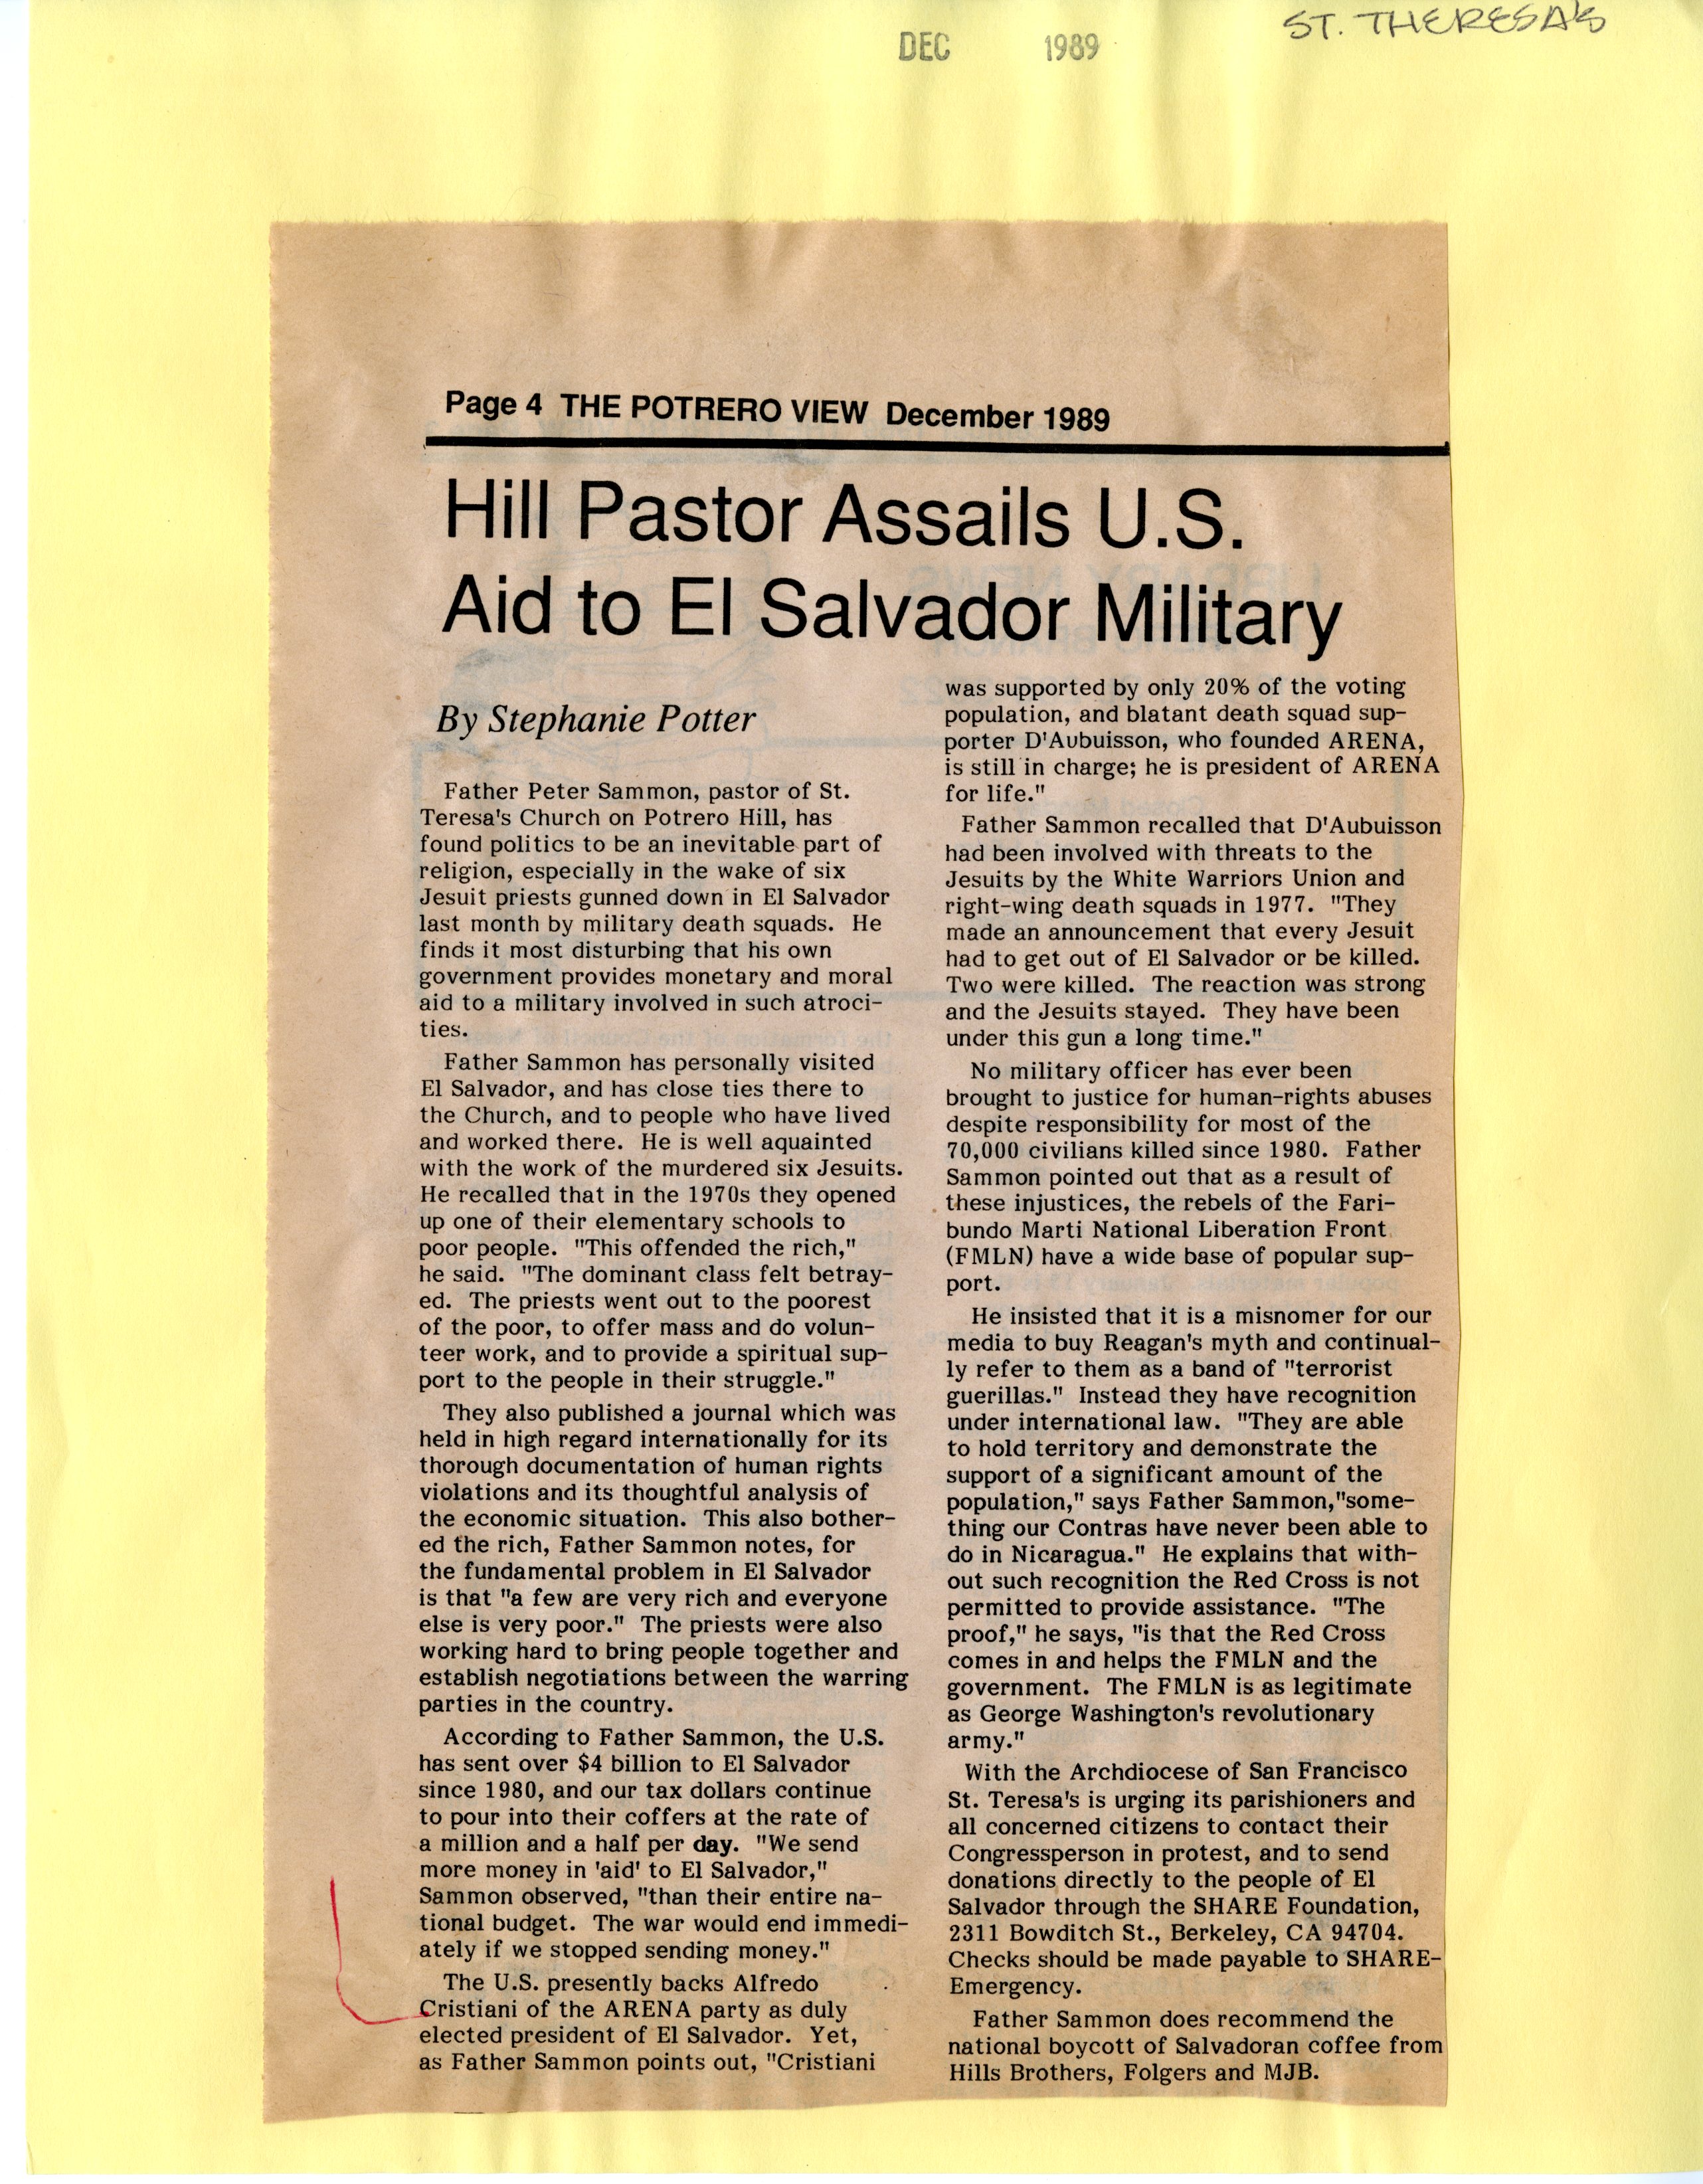 ST. THERESA'S
DEC 1989
Page 4 THE POTRERO VIEW December 1989
Hill Pastor Assails U.S.
Aid to El Salvador Military
By Stephanie Potter
Father Peter Sammon, pastor of St.
Teresa's Church on Potrero Hill, has
found politics to be an inevitable part of
religion, especially in the wake of six
Jesuit priests gunned down in El Salvador
last month by military death squads. He
finds it most disturbing that his own
government provides monetary and moral
aid to a military involved in such atroci-
ties.
Father Sammon has personally visited
El Salvador, and has close ties there to
the Church, and to people who have lived
and worked there. He is well aquainted
with the work of the murdered six Jesuits.
He recalled that in the 1970s they opened
up one of their elementary schools to
poor people. "This offended the rich,"
he said. "The dominant class felt betray-
ed. The priests went out to the poorest
of the poor, to offer mass and do volun-
teer work, and to provide a spiritual sup-
port to the people in their struggle."
They also published a journal which was
held in high regard internationally for its
thorough documentation of human rights
violations and its thoughtful analysis of
the economic situation. This also bother-
ed the rich, Father Sammon notes, for
the fundamental problem in El Salvador
is that "a few are very rich and everyone
else is very poor." The priests were also
working hard to bring people together and
establish negotiations between the warring
parties in the country.
According to Father Sammon, the U.S.
has sent over $4 billion to El Salvador
since 1980, and our tax dollars continue
to pour into their coffers at the rate of
a million and a half per day. "We send
more money in 'aid' to El Salvador,"
Sammon observed, "than their entire na-
tional budget. The war would end immedi-
ately if we stopped sending money."
The U.S. presently backs Alfredo
Cristiani of the ARENA party as duly
elected president of El Salvador. Yet,
as Father Sammon points out, "Cristiani
was supported by only 20% of the voting
population, and blatant death squad sup-
porter D'Aubuisson, who founded ARENA,
is still in charge; he is president of ARENA
for life."
Father Sammon recalled that D'Aubuisson
had been involved with threats to the
Jesuits by the White Warriors Union and
right-wing death squads in 1977. "They
made an announcement that every Jesuit
had to get out of El Salvador or be killed.
Two were killed. The reaction was strong
and the Jesuits stayed. They have been
under this gun a long time."
No military officer has ever been
brought to justice for human-rights abuses
despite responsibility for most of the
70,000 civilians killed since 1980. Father
Sammon pointed out that as a result of
these injustices, the rebels of the Fari-
bundo Marti National Liberation Front
(FMLN) have a wide base of popular sup-
port.
He insisted that it is a misnomer for our
media to buy Reagan's myth and continual-
ly refer to them as a band of "terrorist
guerillas." Instead they have recognition
under international law. "They are able
to hold territory and demonstrate the
support of a significant amount of the
population," says Father Sammon,"some-
thing our Contras have never been able to
do in Nicaragua." He explains that with-
out such recognition the Red Cross is not
permitted to provide assistance. "The
proof," he says, "is that the Red Cross
comes in and helps the FMLN and the
government. The FMLN is as legitimate
as George Washington's revolutionary
army."
With the Archdiocese of San Francisco
St. Teresa's is urging its parishioners and
all concerned citizens to contact their
Congressperson in protest, and to send
donations directly to the people of El
Salvador through the SHARE Foundation,
2311 Bowditch St., Berkeley, CA 94704.
Checks should be made payable to SHARE-
Emergency.
Father Sammon does recommend the
national boycott of Salvadoran coffee from
Hills Brothers, Folgers and MJB.